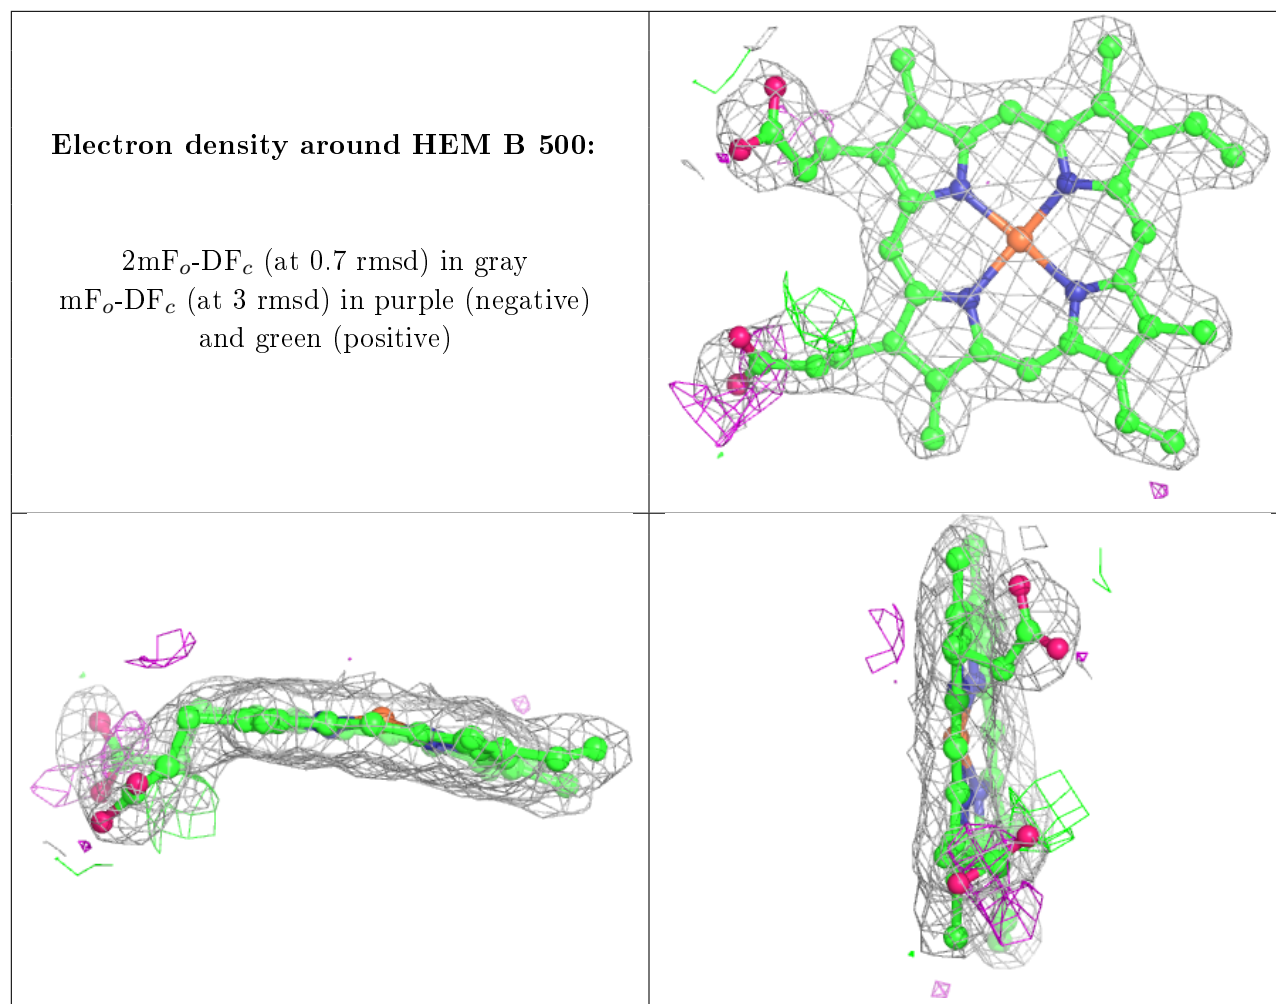 Electron density around HEM B 500:
2mFo-DFc (at 0.7 rmsd) in gray
mFo-DFc (at 3 rmsd) in purple (negative)
and green (positive)